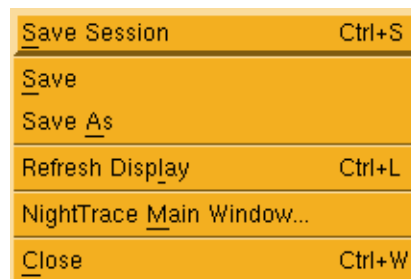 Save Session Ctrl+S
Save
Save As
Refresh Display Ctrl+L
NightTrace Main Window...
Close Ctrl+W